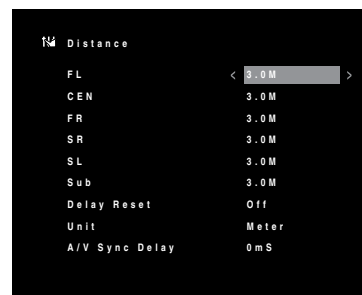 Distance
FL < 3.0M >
CEN 3.0M
FR 3.0M
SR 3.0M
SL 3.0M
Sub 3.0M
Delay Reset Off
Unit Meter
A/V Sync Delay 0mS